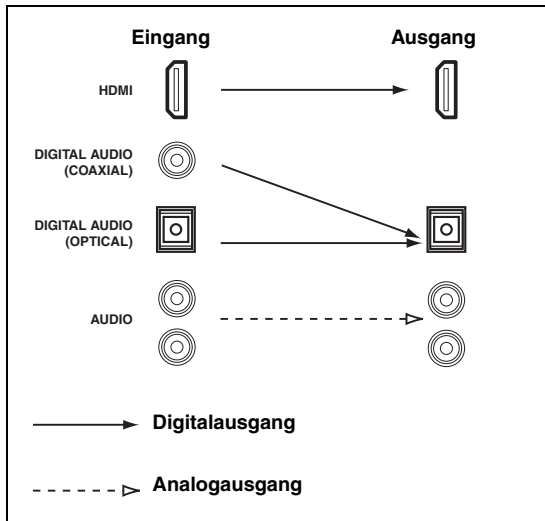 Eingang Ausgang
HDMI
DIGITAL AUDIO
(COAXIAL)
DIGITAL AUDIO
(OPTICAL)
AUDIO
Digitalausgang
Analogausgang